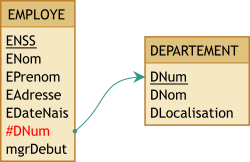 EMPLOYE
ENSS
ENom
EPrenom
EAdresse
EDateNais
#DNum
mgrDebut
DEPARTEMENT
DNum
DNom
DLocalisation